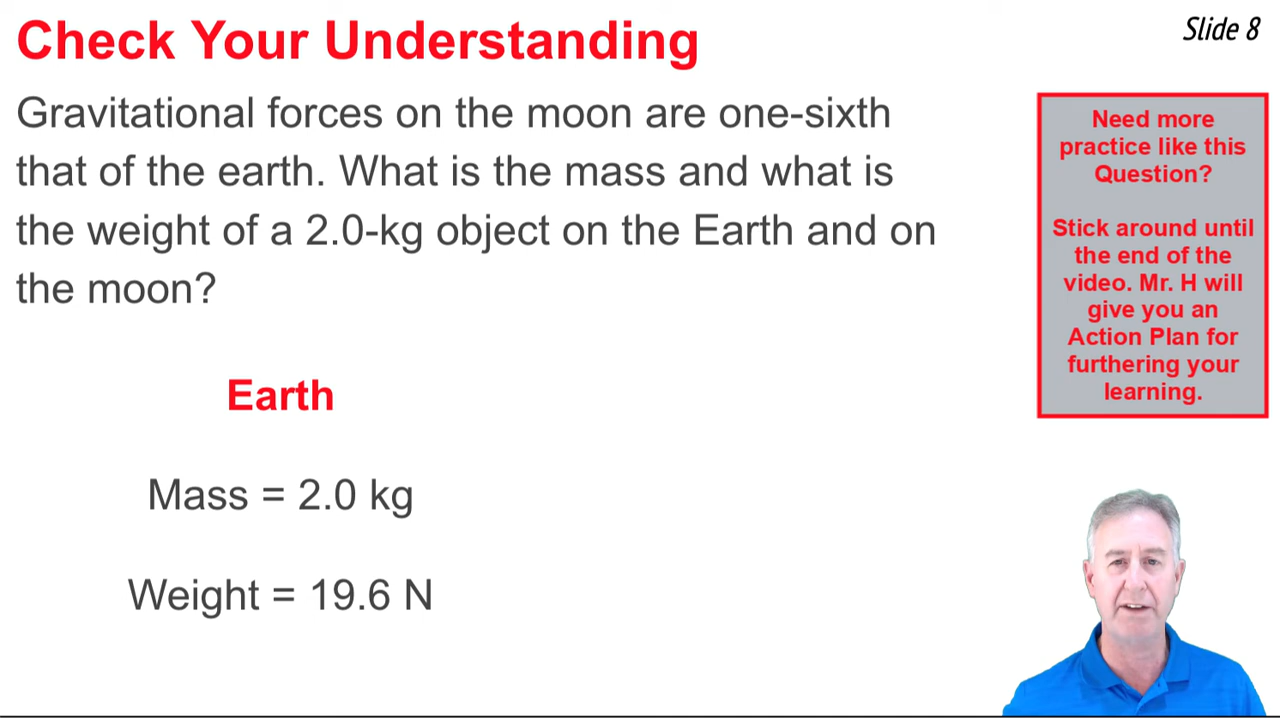 Check Your Understanding
Slide 8
Gravitational forces on the moon are one-sixth
that of the earth. What is the mass and what is
the weight of a 2.0-kg object on the Earth and on
the moon?
Need more
practice like this
Question?
Stick around until
the end of the
video. Mr. H will
give you an
Action Plan for
furthering your
learning.
Earth
Mass = 2.0 kg
Weight = 19.6 N